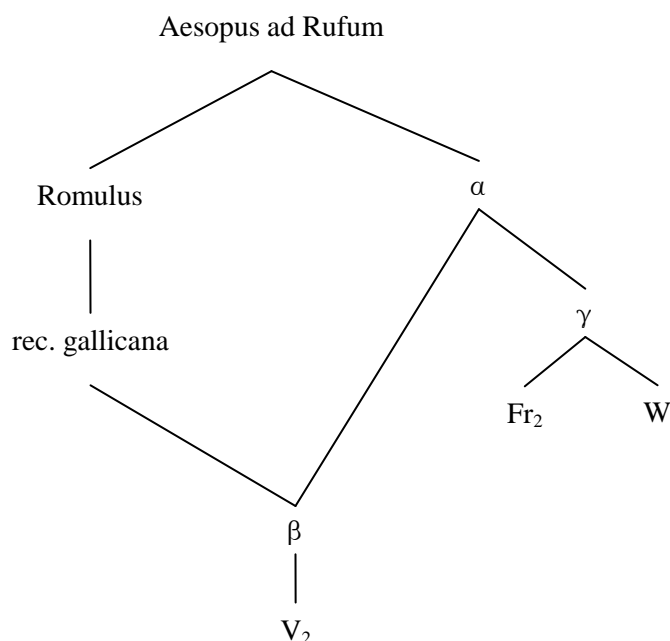 Aesopus ad Rufum
Romulus
α
rec. gallicana
γ
Fr₂
W
β
V₂